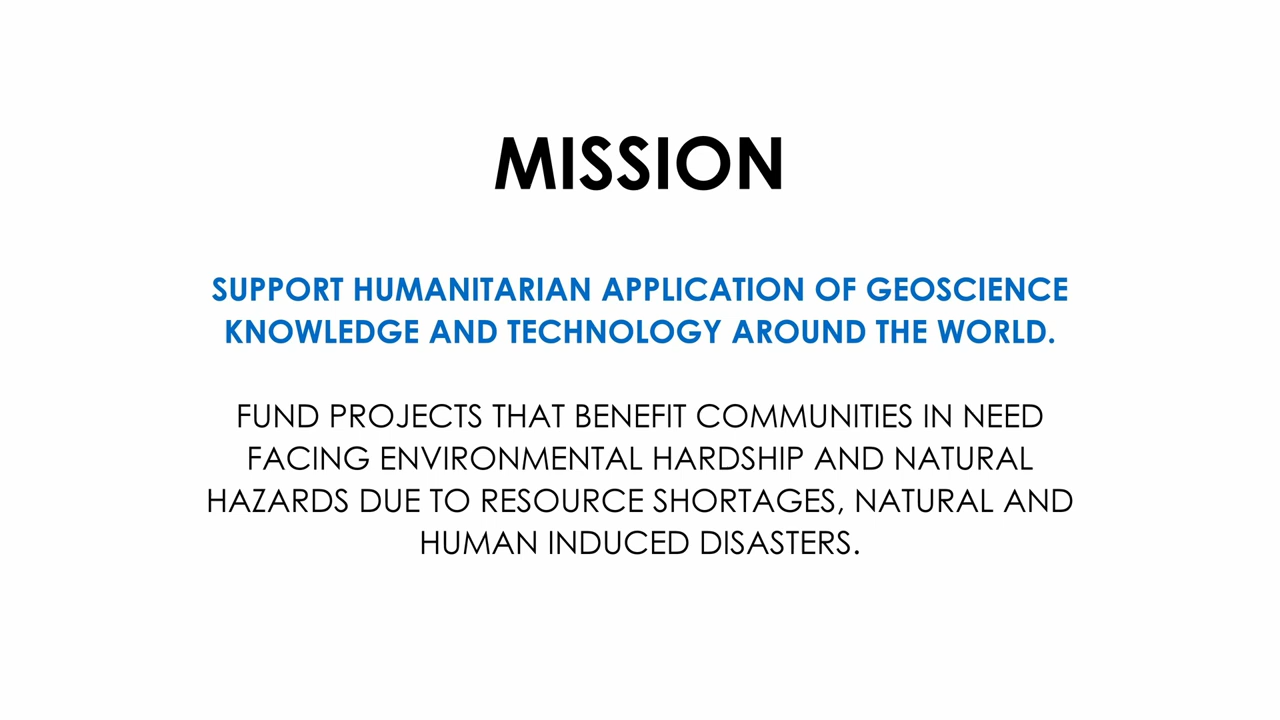 MISSION
SUPPORT HUMANITARIAN APPLICATION OF GEOSCIENCE
KNOWLEDGE AND TECHNOLOGY AROUND THE WORLD.
FUND PROJECTS THAT BENEFIT COMMUNITIES IN NEED
FACING ENVIRONMENTAL HARDSHIP AND NATURAL
HAZARDS DUE TO RESOURCE SHORTAGES, NATURAL AND
HUMAN INDUCED DISASTERS.